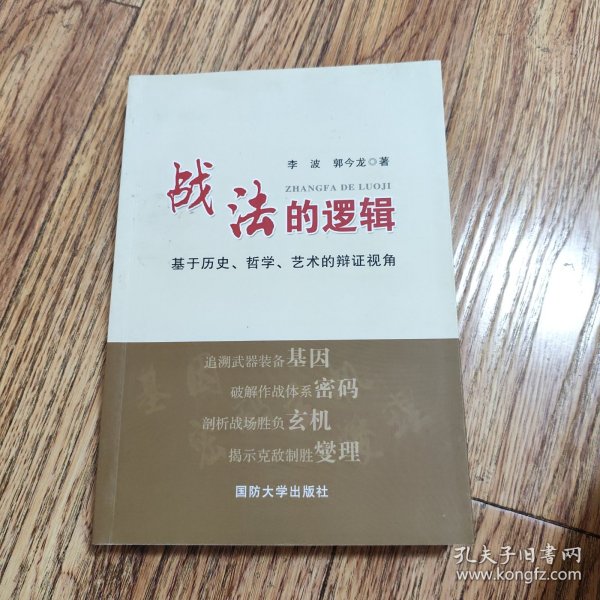 李 波 郭今龙◎著
战法的逻辑
ZHANGFA DE LUOJI
基于历史、哲学、艺术的辩证视角
追溯武器装备基因
破解作战体系密码
剖析战场胜负玄机
揭示克敌制胜燮理
国防大学出版社
孔夫子旧书网
www.kongfz.com